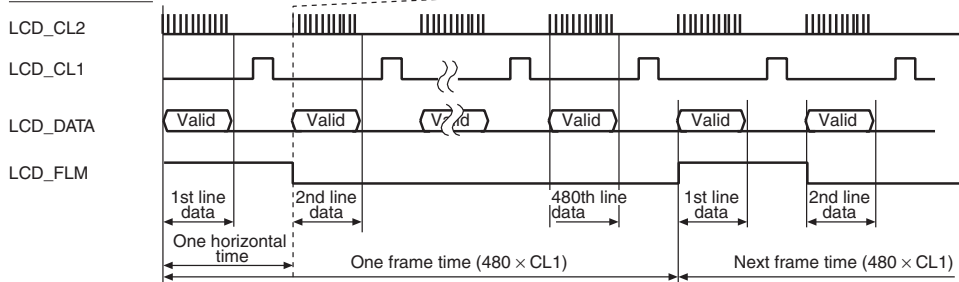 LCD_CL2
LCD_CL1
LCD_DATA
Valid
Valid
Valid
Valid
Valid
Valid
LCD_FLM
1st line
data
2nd line
data
480th line
data
1st line
data
2nd line
data
One horizontal
time
One frame time (480 × CL1)
Next frame time (480 × CL1)